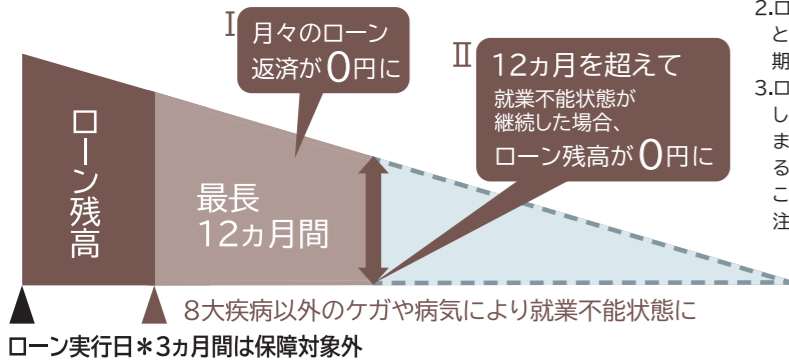 Ⅰ
月々のローン
返済が0円に
Ⅱ
12ヵ月を超えて
就業不能状態が
継続した場合、
ローン残高が0円に
ローン残高
最長
12ヵ月間
8大疾病以外のケガや病気により就業不能状態に
ローン実行日＊3ヵ月間は保障対象外
2.ロ
と
期
3.ロ
し
ま
る
こ
注